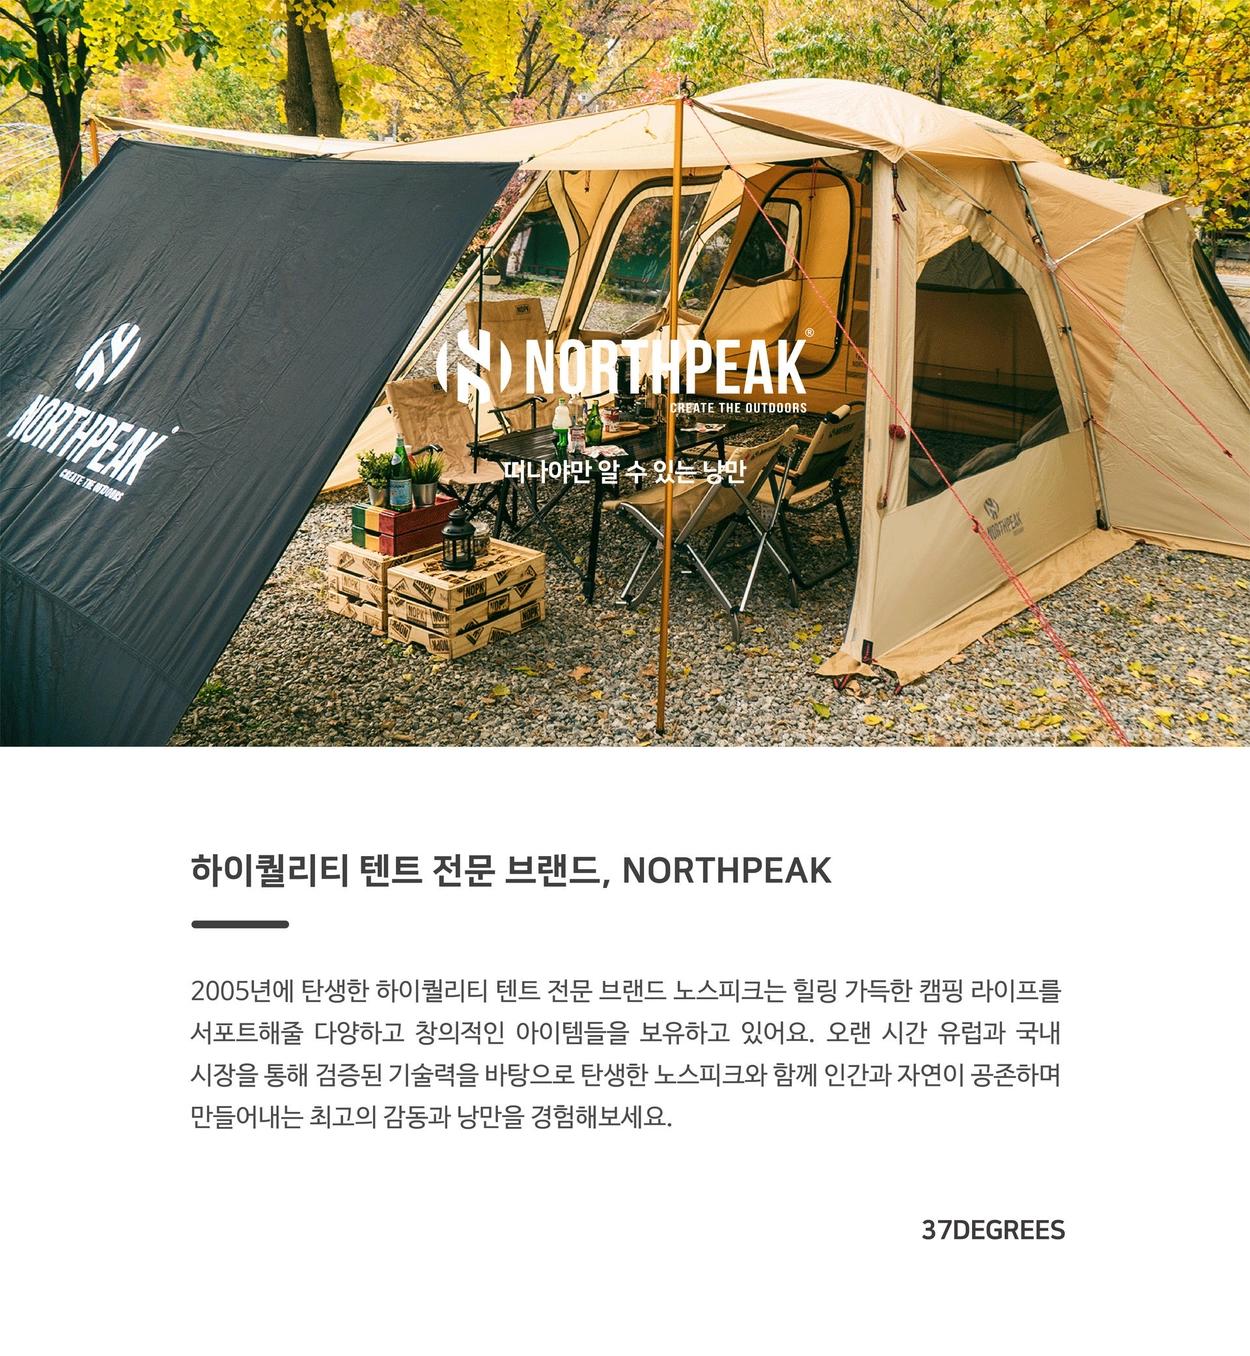 NORTHPEAK
CREATE THE OUTDOORS
NORTHPEAK®
CREATE THE OUTDOORS
떠나야만 알 수 있는 낭만
NOPK
NOPK
NOPK
NORTHPEAK
하이퀄리티 텐트 전문 브랜드, NORTHPEAK
2005년에 탄생한 하이퀄리티 텐트 전문 브랜드 노스피크는 힐링 가득한 캠핑 라이프를
서포트해줄 다양하고 창의적인 아이템들을 보유하고 있어요. 오랜 시간 유럽과 국내
시장을 통해 검증된 기술력을 바탕으로 탄생한 노스피크와 함께 인간과 자연이 공존하며
만들어내는 최고의 감동과 낭만을 경험해보세요.
37DEGREES